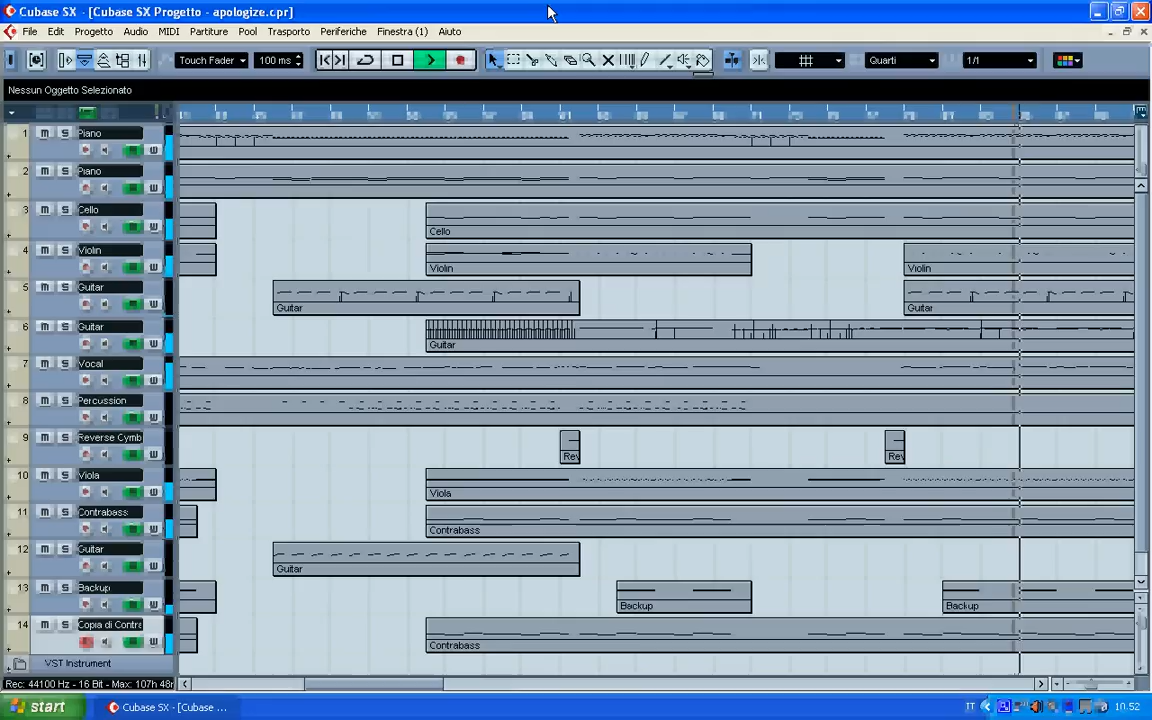 Cubase SX - [Cubase SX Progetto - apologize.cpr]
File Edit Progetto Audio MIDI Partiture Pool Trasporto Periferiche Finestra (1) Aiuto
Touch Fader 100 ms Quarti 1/1
Nessun Oggetto Selezionato
1 M S Piano
W
2 M S Piano
W
3 M S Cello
W Cello
4 M S Violin
W Violin Violin
5 M S Guitar
W Guitar Guitar
6 M S Guitar
W Guitar
7 M S Vocal
W
8 M S Percussion
W
9 M S Reverse Cymb
W Rev Rev
10 M S Viola
W Viola
11 M S Contrabass
W Contrabass
12 M S Guitar
W Guitar
13 M S Backup
W Backup Backup
14 M S Copia di Contra
W Contrabass
VST Instrument
Rec: 44100 Hz - 16 Bit - Max: 107h 48m
start Cubase SX - [Cubase ... IT 10.52